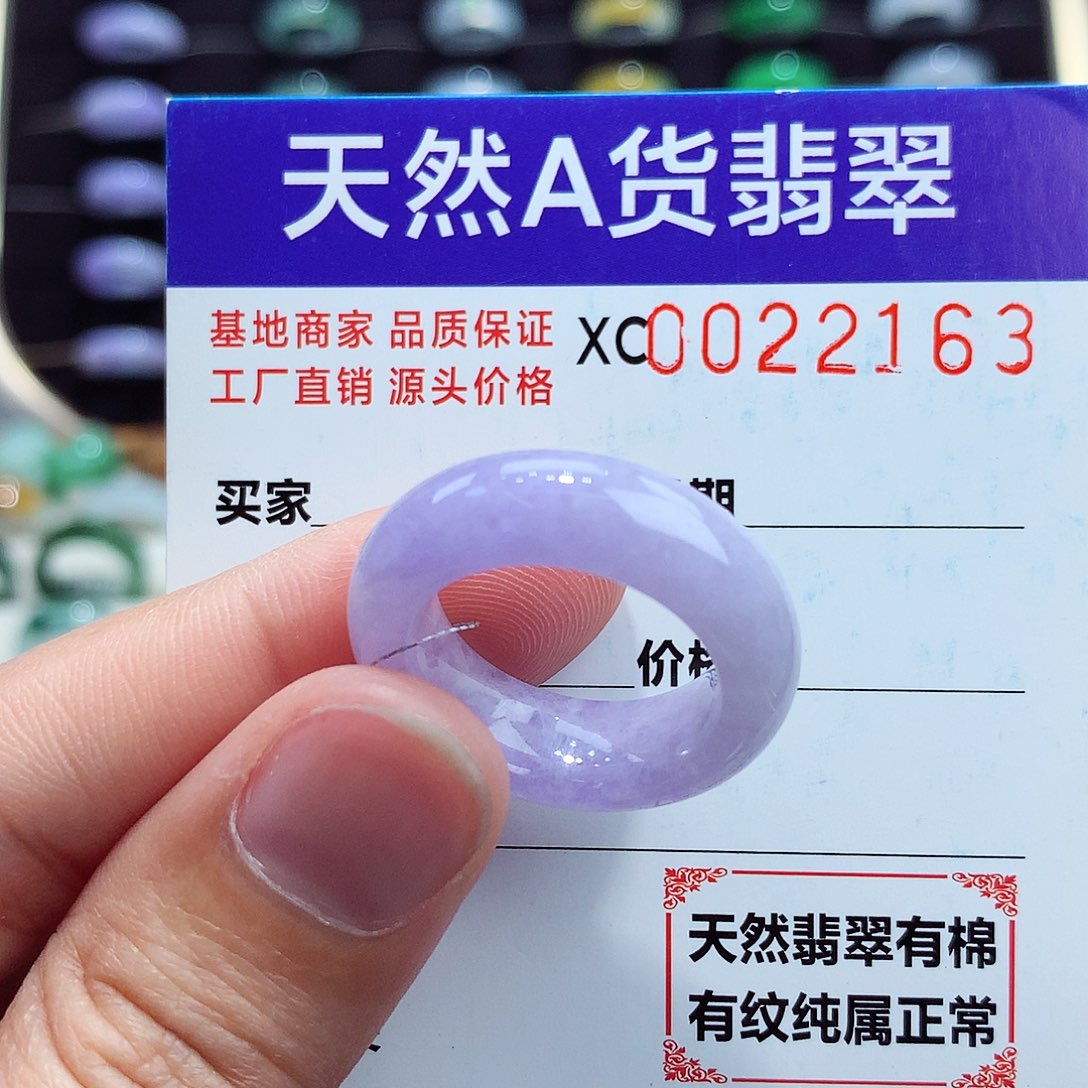 天然A货翡翠
基地商家 品质保证
XC0022163
工厂直销 源头价格
买家
期
价格
天然翡翠有棉
有纹纯属正常